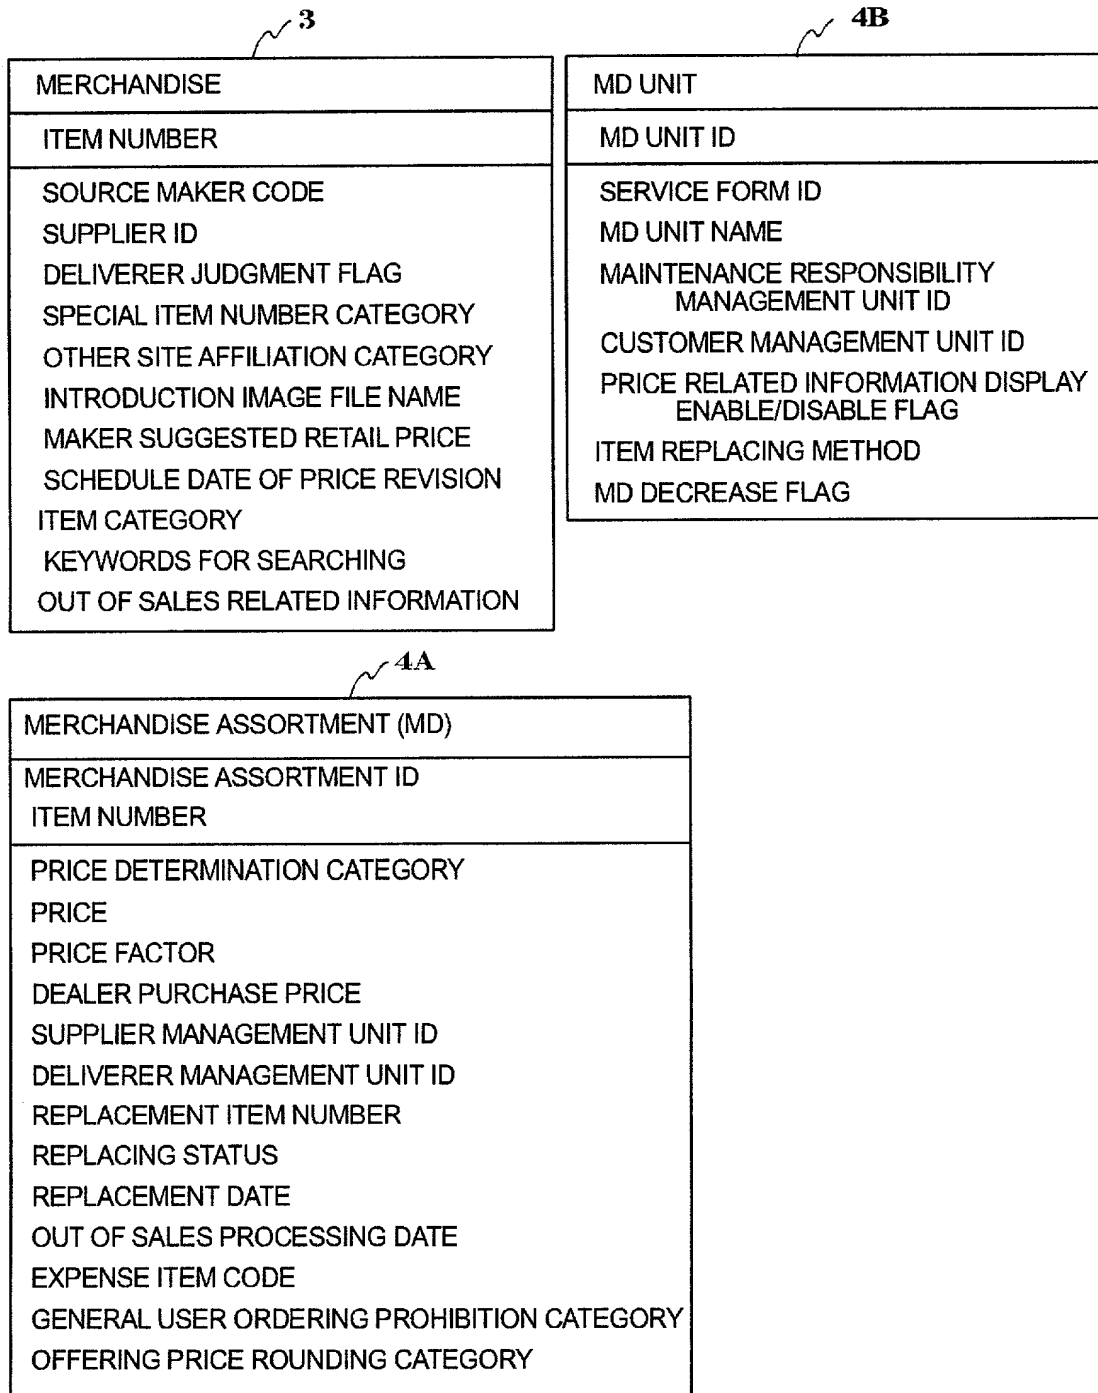 3
MERCHANDISE
ITEM NUMBER
SOURCE MAKER CODE
SUPPLIER ID
DELIVERER JUDGMENT FLAG
SPECIAL ITEM NUMBER CATEGORY
OTHER SITE AFFILIATION CATEGORY
INTRODUCTION IMAGE FILE NAME
MAKER SUGGESTED RETAIL PRICE
SCHEDULE DATE OF PRICE REVISION
ITEM CATEGORY
KEYWORDS FOR SEARCHING
OUT OF SALES RELATED INFORMATION
4B
MD UNIT
MD UNIT ID
SERVICE FORM ID
MD UNIT NAME
MAINTENANCE RESPONSIBILITY
MANAGEMENT UNIT ID
CUSTOMER MANAGEMENT UNIT ID
PRICE RELATED INFORMATION DISPLAY
ENABLE/DISABLE FLAG
ITEM REPLACING METHOD
MD DECREASE FLAG
4A
MERCHANDISE ASSORTMENT (MD)
MERCHANDISE ASSORTMENT ID
ITEM NUMBER
PRICE DETERMINATION CATEGORY
PRICE
PRICE FACTOR
DEALER PURCHASE PRICE
SUPPLIER MANAGEMENT UNIT ID
DELIVERER MANAGEMENT UNIT ID
REPLACEMENT ITEM NUMBER
REPLACING STATUS
REPLACEMENT DATE
OUT OF SALES PROCESSING DATE
EXPENSE ITEM CODE
GENERAL USER ORDERING PROHIBITION CATEGORY
OFFERING PRICE ROUNDING CATEGORY